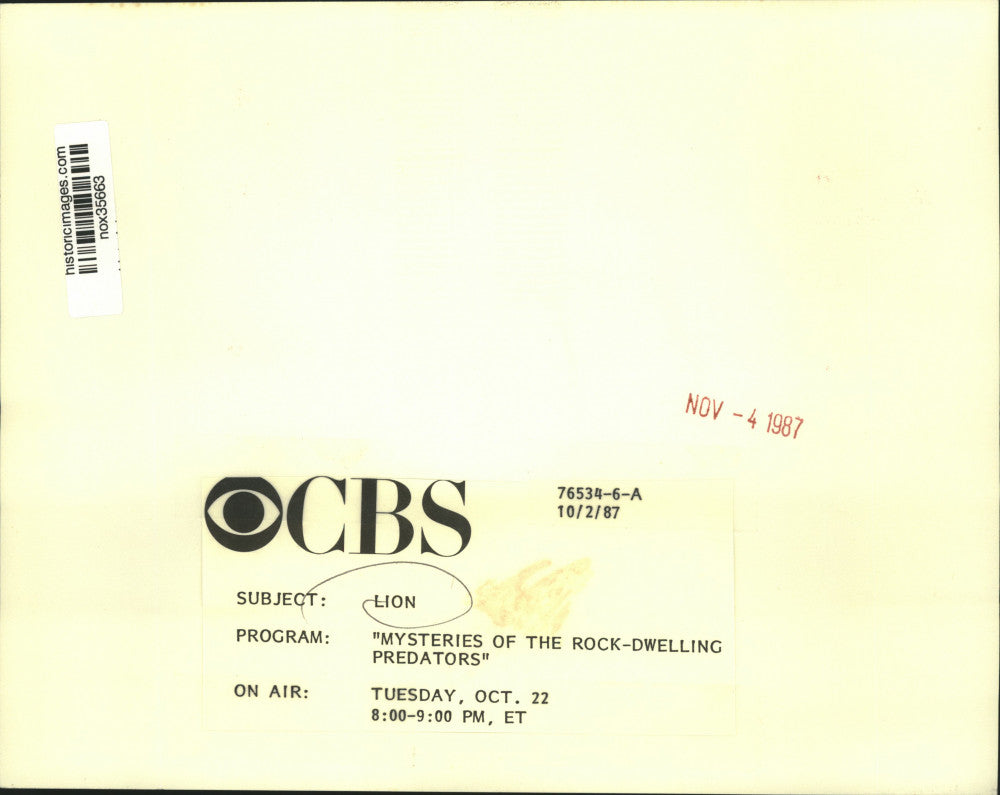 historicimages.com
nox35663
NOV - 4 1987
CBS
76534-6-A
10/2/87
SUBJECT: LION
PROGRAM: "MYSTERIES OF THE ROCK-DWELLING
PREDATORS"
ON AIR: TUESDAY, OCT. 22
8:00-9:00 PM, ET